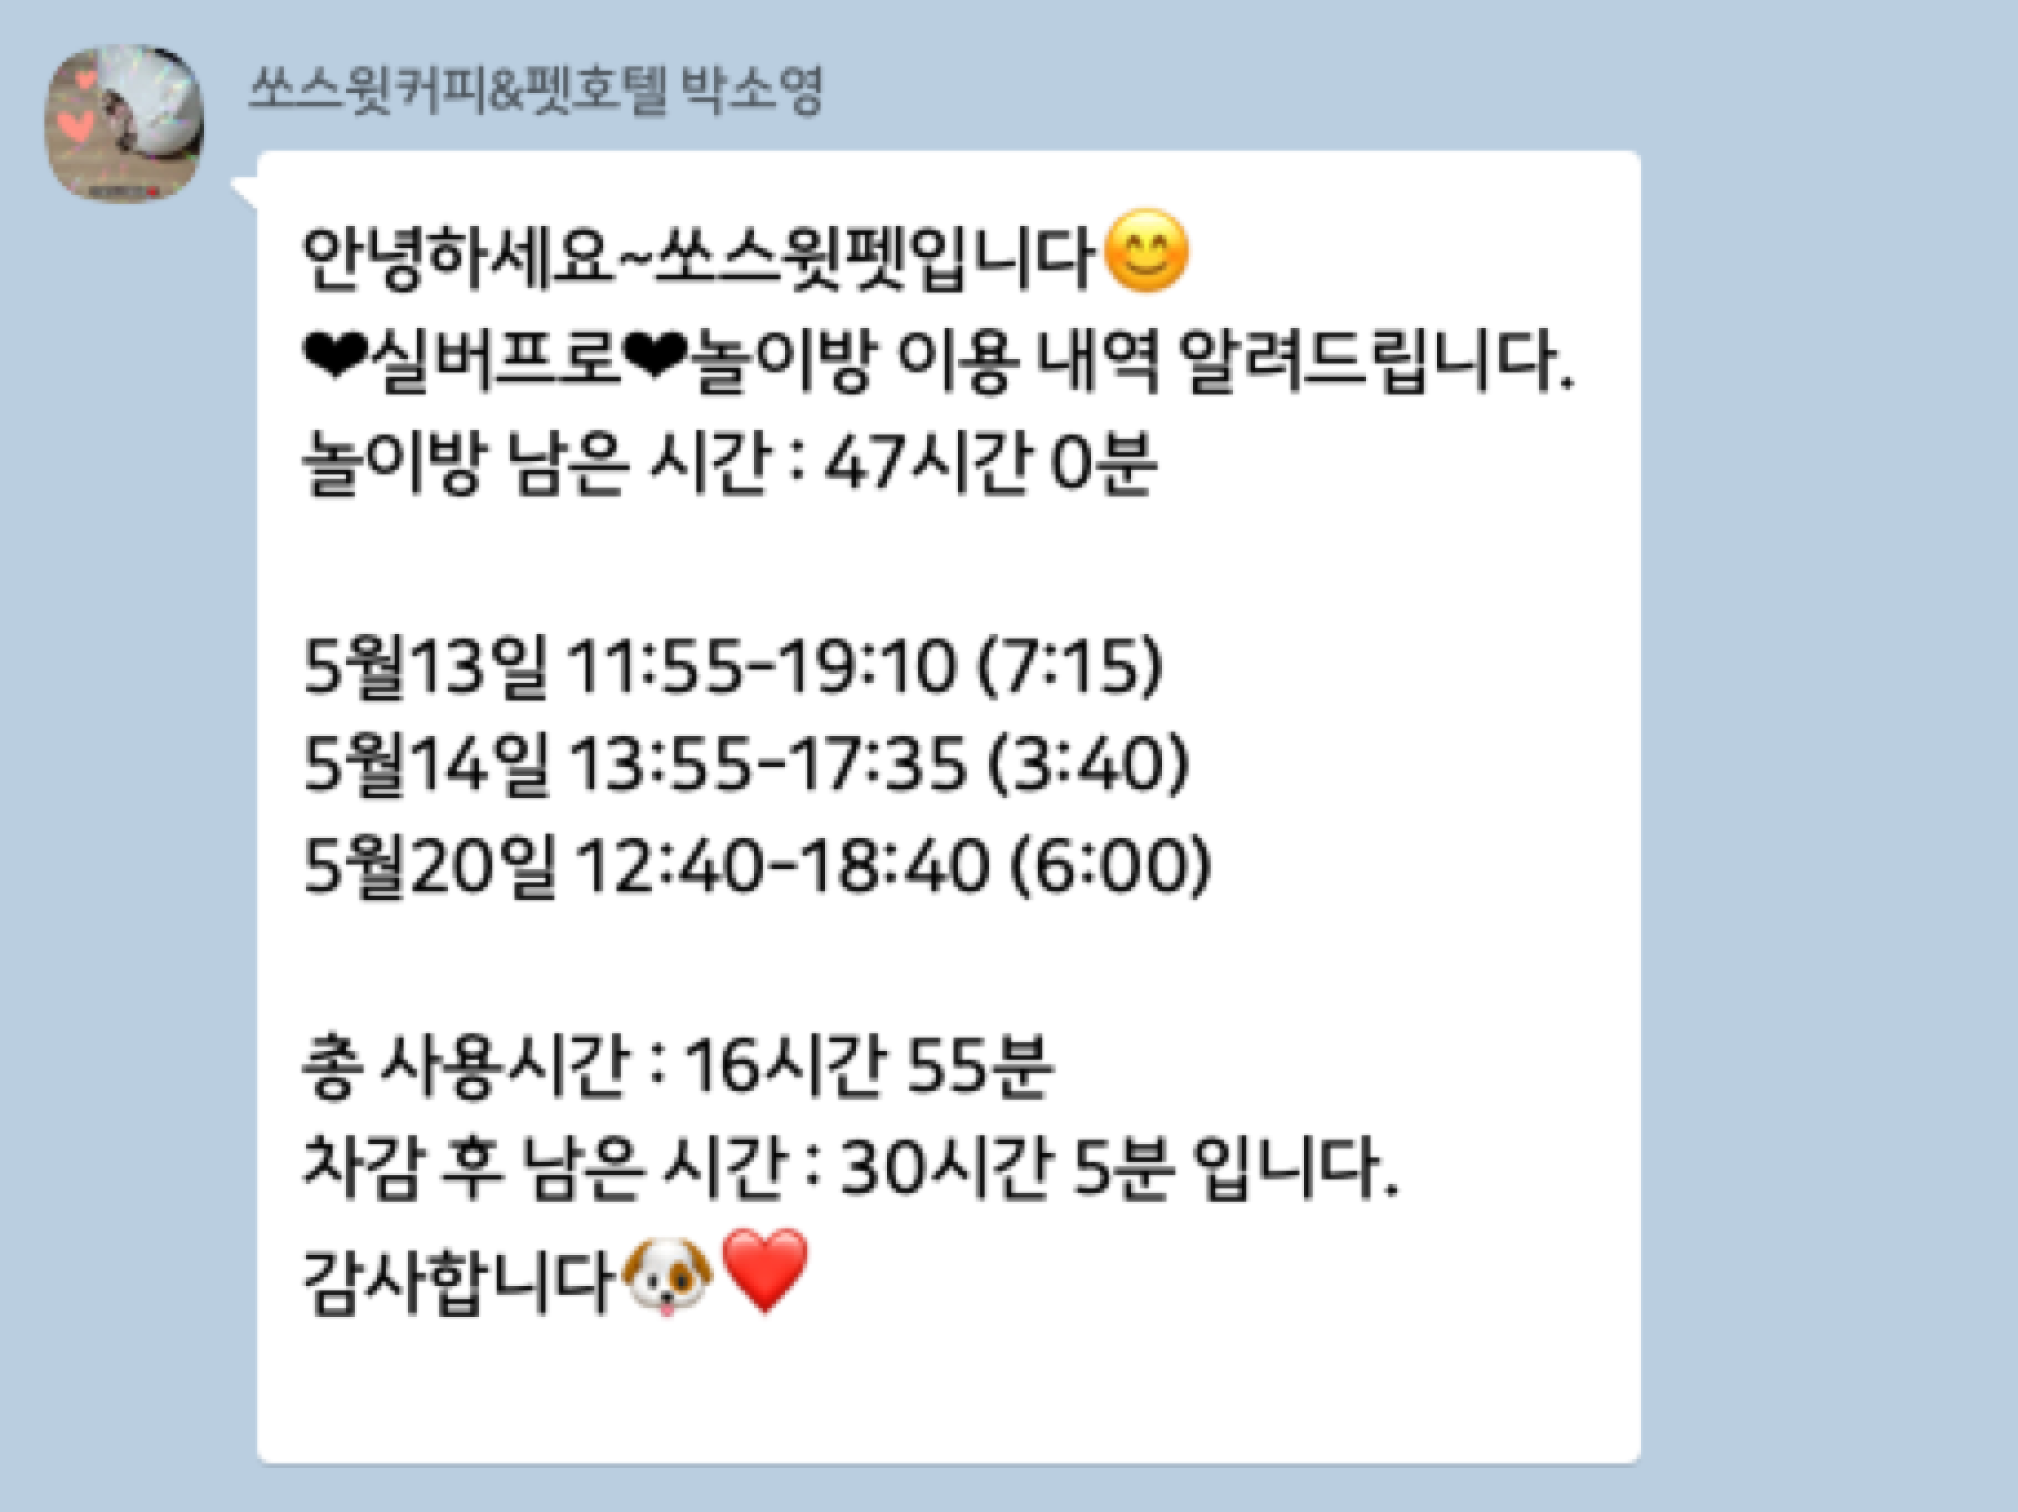 쏘스윗커피&펫호텔 박소영
안녕하세요~쏘스윗펫입니다😊
❤실버프로❤놀이방 이용 내역 알려드립니다.
놀이방 남은 시간 : 47시간 0분
5월13일 11:55-19:10 (7:15)
5월14일 13:55-17:35 (3:40)
5월20일 12:40-18:40 (6:00)
총 사용시간 : 16시간 55분
차감 후 남은 시간 : 30시간 5분 입니다.
감사합니다🐶❤️